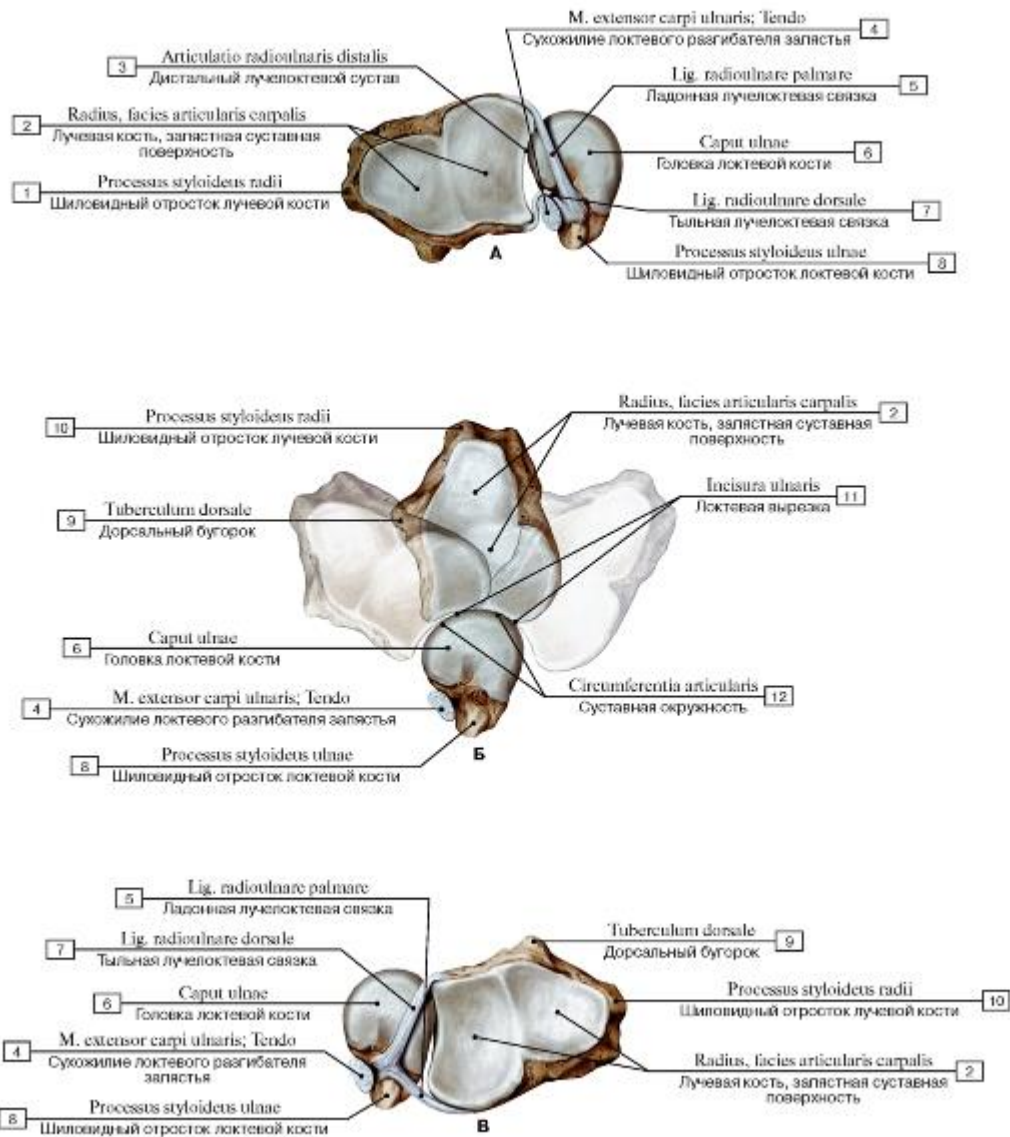 M. extensor carpi ulnaris; Tendo
4
Сухожилие локтевого разгибателя запястья
Articulatio radioulnaris distalis
3
Дистальный лучелоктевой сустав
Lig. radioulnare palmare
5
Ладонная лучелоктевая связка
Radius, facies articularis carpalis
2
Лучевая кость, запястная суставная
поверхность
Caput ulnae
6
Головка локтевой кости
Processus styloideus radii
1
Шиловидный отросток лучевой кости
Lig. radioulnare dorsale
7
Тыльная лучелоктевая связка
А
Processus styloideus ulnae
8
Шиловидный отросток локтевой кости
Processus styloideus radii
10
Шиловидный отросток лучевой кости
Radius, facies articularis carpalis
2
Лучевая кость, запястная суставная
поверхность
Incisura ulnaris
11
Локтевая вырезка
Tuberculum dorsale
9
Дорсальный бугорок
Caput ulnae
6
Головка локтевой кости
Circumferentia articularis
12
Суставная окружность
M. extensor carpi ulnaris; Tendo
4
Сухожилие локтевого разгибателя запястья
Processus styloideus ulnae
8
Шиловидный отросток локтевой кости
Б
Lig. radioulnare palmare
5
Ладонная лучелоктевая связка
Lig. radioulnare dorsale
7
Тыльная лучелоктевая связка
Caput ulnae
6
Головка локтевой кости
M. extensor carpi ulnaris; Tendo
4
Сухожилие локтевого разгибателя
запястья
Processus styloideus ulnae
8
Шиловидный отросток локтевой кости
Tuberculum dorsale
9
Дорсальный бугорок
Processus styloideus radii
10
Шиловидный отросток лучевой кости
Radius, facies articularis carpalis
2
Лучевая кость, запястная суставная
поверхность
В